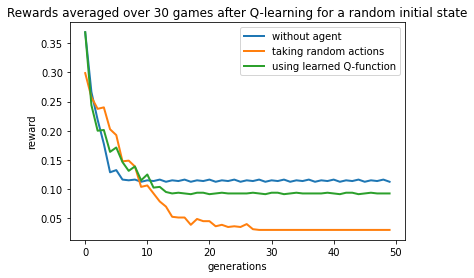 Rewards averaged over 30 games after Q-learning for a random initial state
without agent
taking random actions
using learned Q-function
0.35
0.30
0.25
0.20
0.15
0.10
0.05
reward
0 10 20 30 40 50
generations